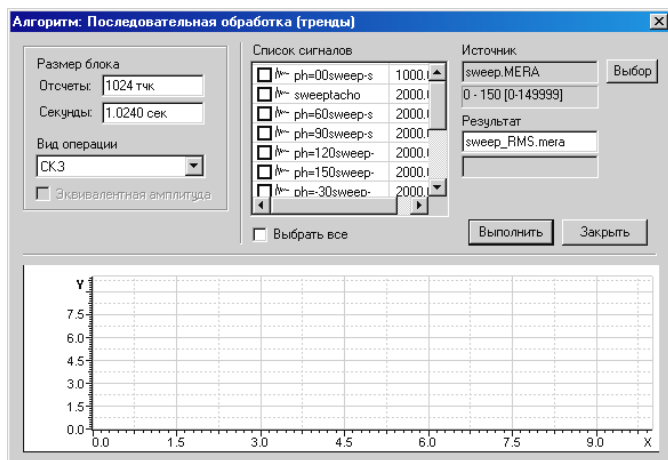 Алгоритм: Последовательная обработка (тренды)
Размер блока
Отсчеты: 1024 тчк
Секунды: 1.0240 сек
Вид операции
СКЗ
Эквивалентная амплитуда
Список сигналов
ph=00sweep-s 1000.
sweeptacho 2000.
ph=60sweep-s 2000.
ph=90sweep-s 2000.
ph=120sweep- 2000.
ph=150sweep- 2000.
ph=-30sweep- 2000.
Выбрать все
Источник
sweep.MERA Выбор
0 - 150 [0-149999]
Результат
sweep_RMS.mera
Выполнить Закрыть
Y
7.5
6.0
4.5
3.0
1.5
0.0
0.0 1.5 3.0 4.5 6.0 7.5 9.0 X